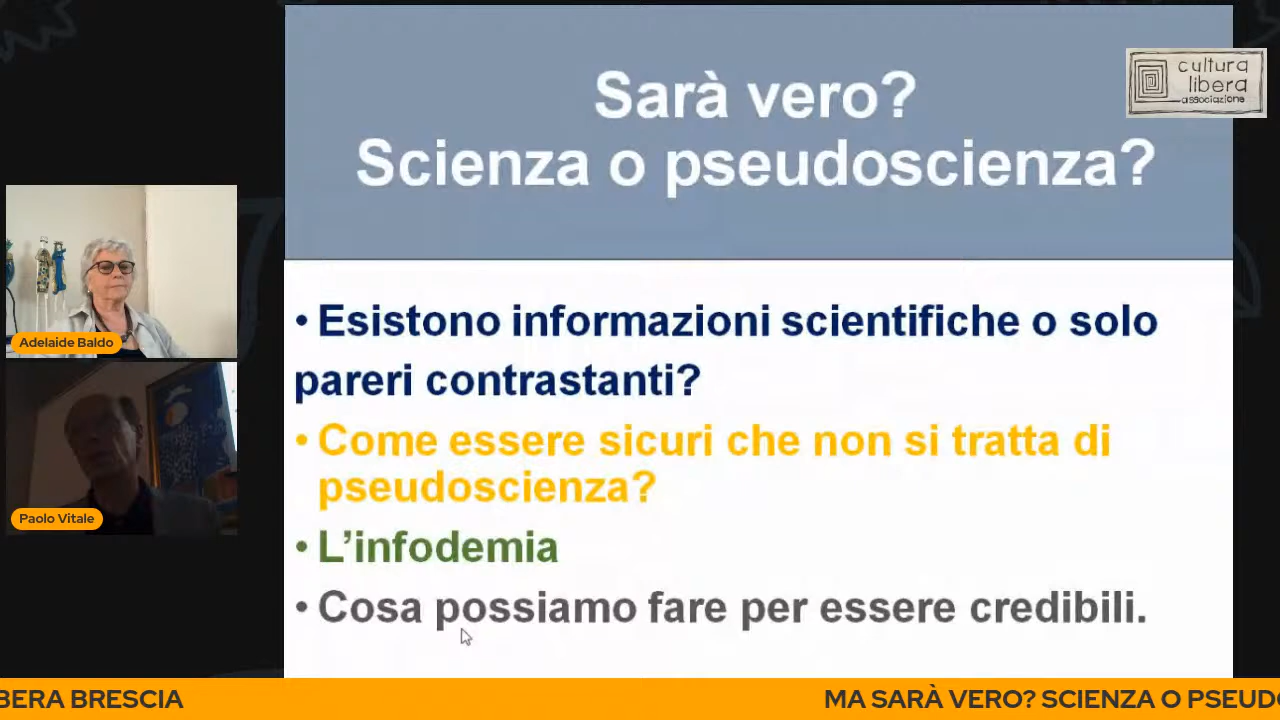 Sarà vero?
Scienza o pseudoscienza?
cultura
libera
associazione
• Esistono informazioni scientifiche o solo
pareri contrastanti?
• Come essere sicuri che non si tratta di
pseudoscienza?
• L’infodemia
• Cosa possiamo fare per essere credibili.
Adelaide Baldo
Paolo Vitale
BERA BRESCIA
MA SARÀ VERO? SCIENZA O PSEUDO